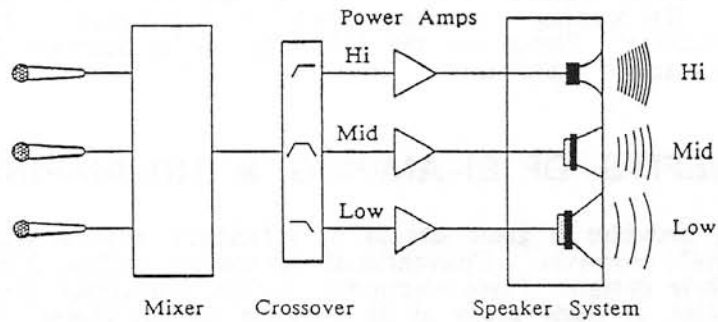 Power Amps
Hi
Hi
Mid
Mid
Low
Low
Mixer
Crossover
Speaker System